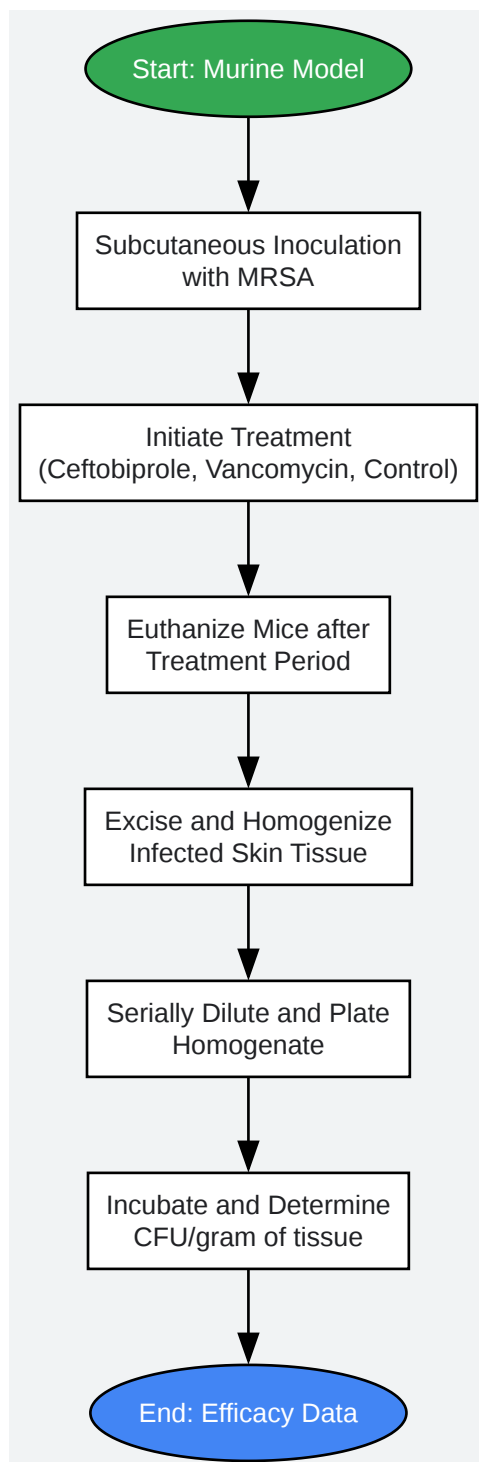 Start: Murine Model
Subcutaneous Inoculation
with MRSA
Initiate Treatment
(Ceftobiprole, Vancomycin, Control)
Euthanize Mice after
Treatment Period
Excise and Homogenize
Infected Skin Tissue
Serially Dilute and Plate
Homogenate
Incubate and Determine
CFU/gram of tissue
End: Efficacy Data